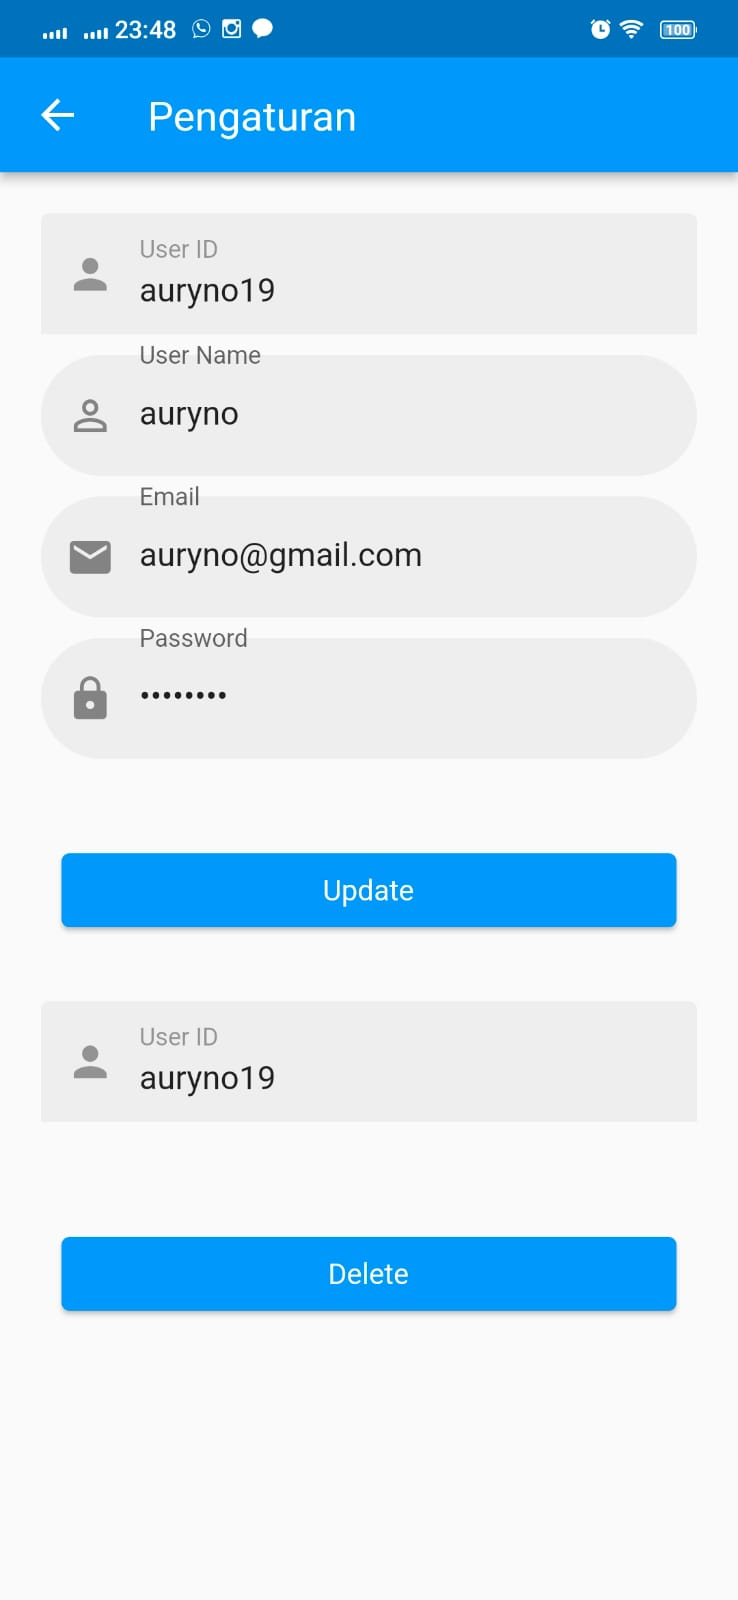 23:48
100
Pengaturan
User ID
auryno19
User Name
auryno
Email
auryno@gmail.com
Password
••••••••
Update
User ID
auryno19
Delete